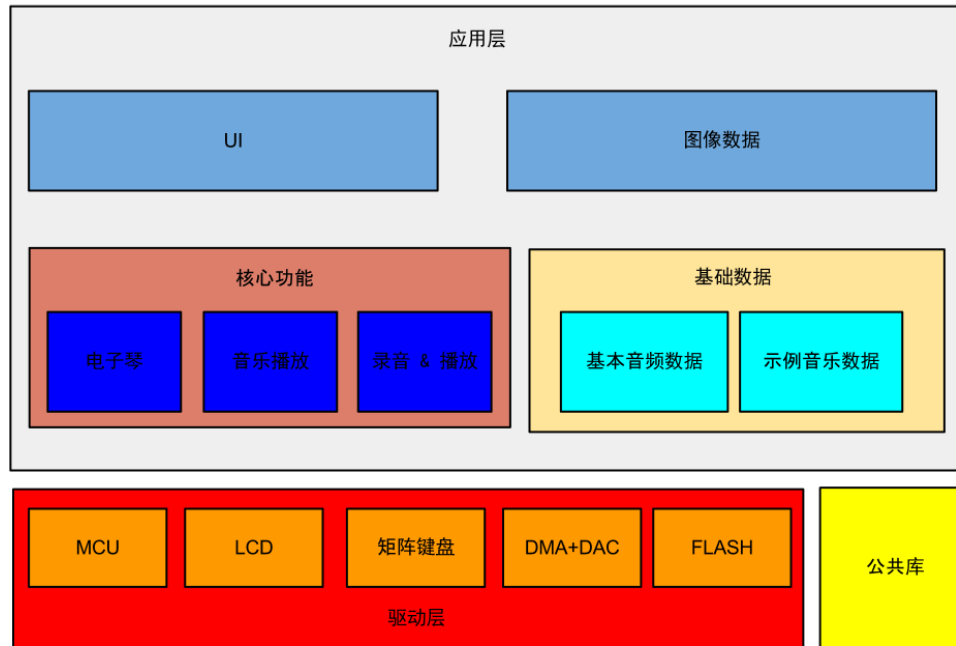 应用层
UI
图像数据
核心功能
基础数据
电子琴
音乐播放
录音 & 播放
基本音频数据
示例音乐数据
MCU
LCD
矩阵键盘
DMA+DAC
FLASH
公共库
驱动层